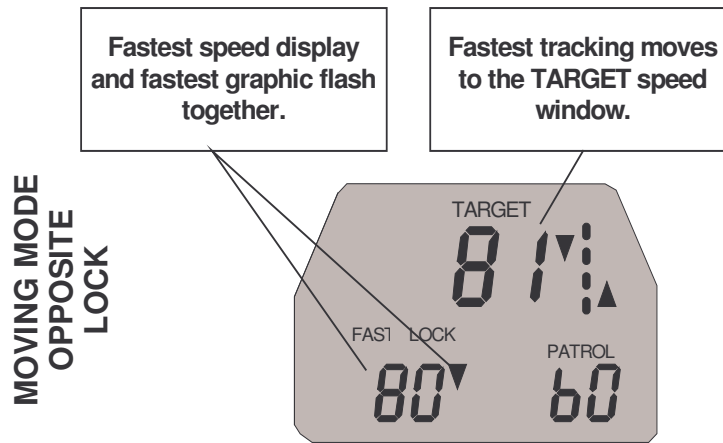 Fastest speed display
and fastest graphic flash
together.
Fastest tracking moves
to the TARGET speed
window.
MOVING MODE
OPPOSITE
LOCK
TARGET
81
FAST LOCK
80
PATROL
60